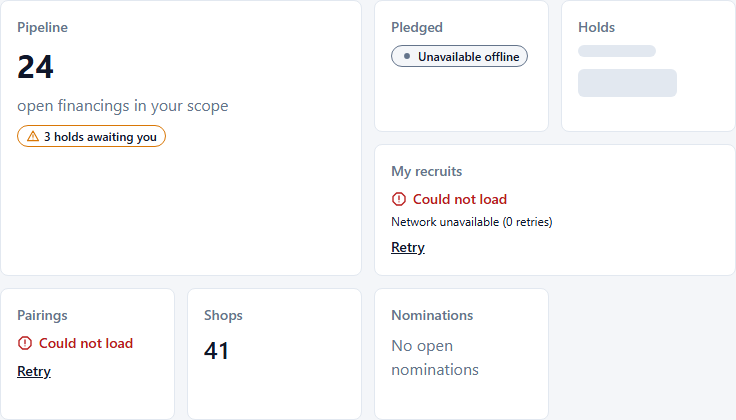 Pipeline
24
open financings in your scope
3 holds awaiting you
Pledged
Unavailable offline
Holds
My recruits
Could not load
Network unavailable (0 retries)
Retry
Pairings
Could not load
Retry
Shops
41
Nominations
No open
nominations